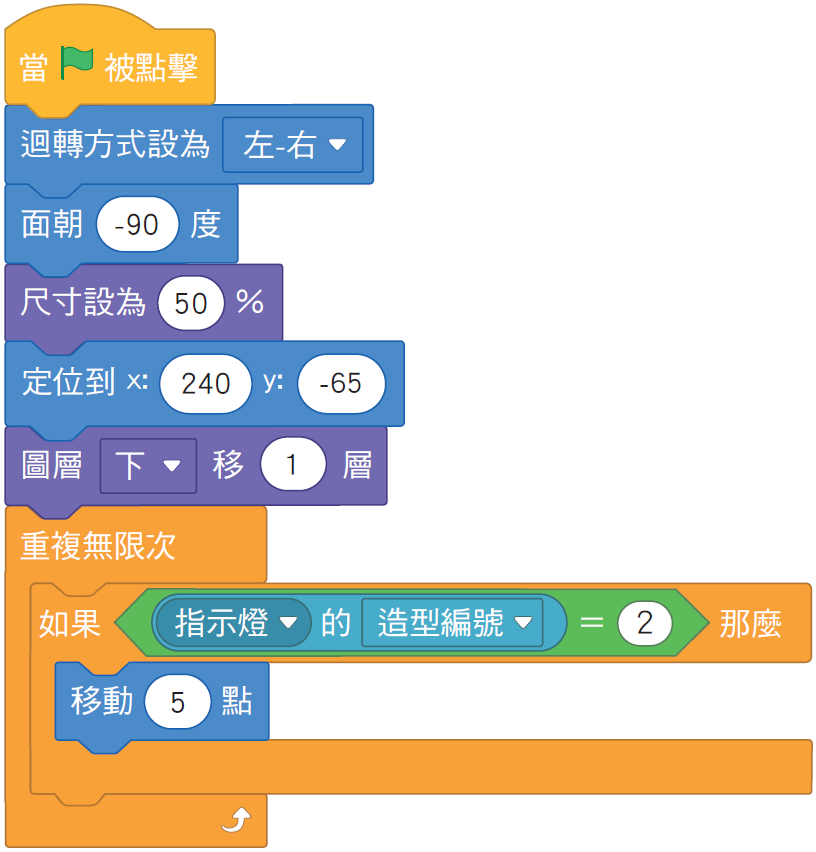 當 被點擊
迴轉方式設為 左-右
面朝 -90 度
尺寸設為 50 %
定位到 x: 240 y: -65
圖層 下 移 1 層
重複無限次
如果 指示燈 的 造型編號 = 2 那麼
移動 5 點